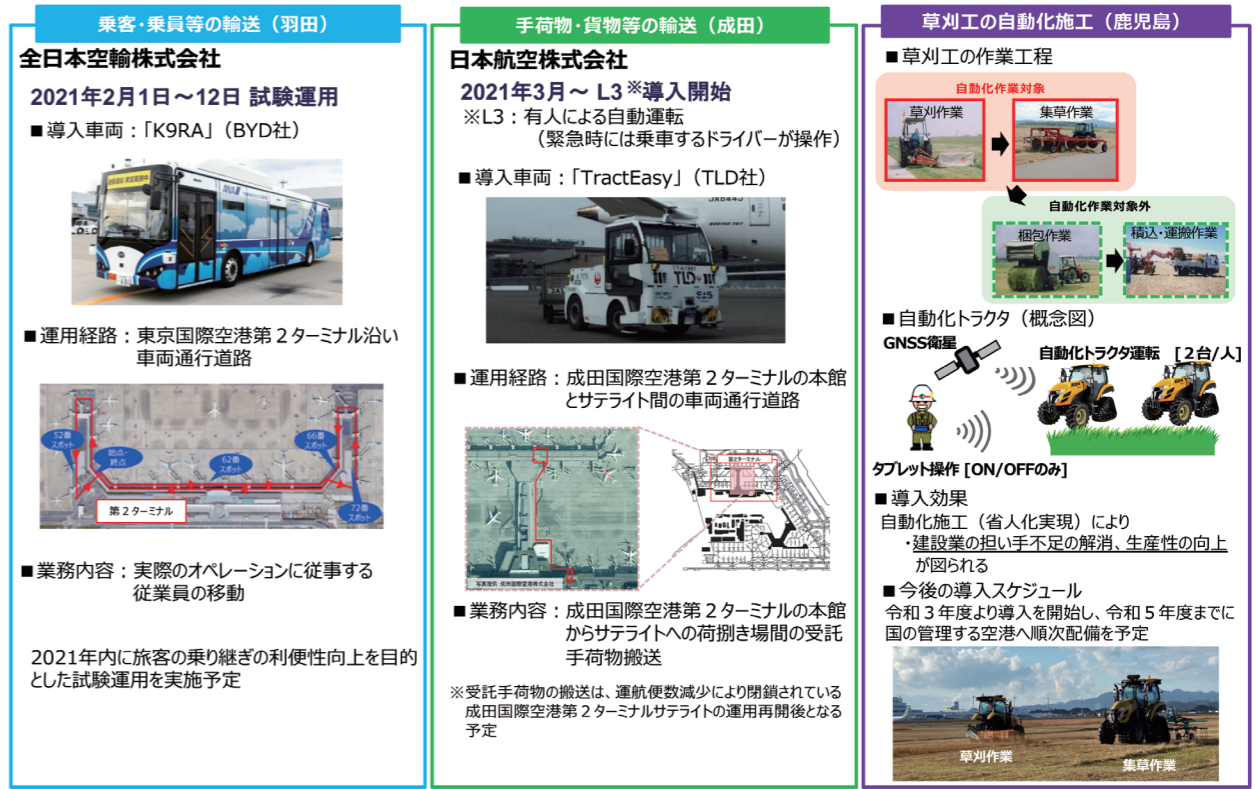 乗客・乗員等の輸送（羽田）
全日本空輸株式会社
2021年2月1日～12日 試験運用
■導入車両：「K9RA」（BYD社）
ANA
■運用経路：東京国際空港第２ターミナル沿い
車両通行道路
52番
スポット
始点・
終点
62番
スポット
66番
スポット
72番
スポット
第２ターミナル
■業務内容：実際のオペレーションに従事する
従業員の移動
2021年内に旅客の乗り継ぎの利便性向上を目的
とした試験運用を実施予定
手荷物・貨物等の輸送（成田）
日本航空株式会社
2021年3月～ L3※導入開始
※L3：有人による自動運転
（緊急時には乗車するドライバーが操作）
■導入車両：「TractEasy」（TLD社）
TLD
■運用経路：成田国際空港第２ターミナルの本館
とサテライト間の車両通行道路
第２ターミナル
写真提供 成田国際空港株式会社
■業務内容：成田国際空港第２ターミナルの本館
からサテライトへの荷捌き場間の受託
手荷物搬送
※受託手荷物の搬送は、運航便数減少により閉鎖されている
成田国際空港第２ターミナルサテライトの運用再開後となる
予定
草刈工の自動化施工（鹿児島）
■草刈工の作業工程
自動化作業対象
草刈作業
集草作業
自動化作業対象外
梱包作業
積込・運搬作業
■自動化トラクタ（概念図）
GNSS衛星
自動化トラクタ運転　[２台/人]
タブレット操作 [ON/OFFのみ]
■導入効果
自動化施工（省人化実現）により
・建設業の担い手不足の解消、生産性の向上
が図られる
■今後の導入スケジュール
令和３年度より導入を開始し、令和５年度までに
国の管理する空港へ順次配備を予定
草刈作業
集草作業